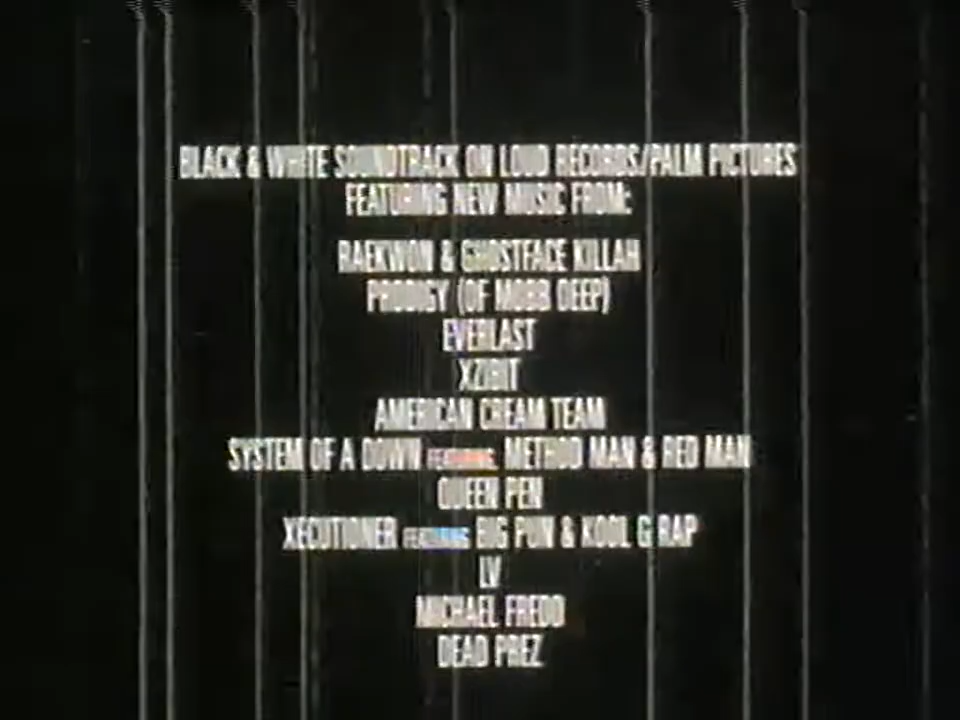 BLACK & WHITE SOUNDTRACK ON LOUD RECORDS/PALM PICTURES
FEATURING NEW MUSIC FROM:
RAEKWON & GHOSTFACE KILLAH
PRODIGY (OF MOBB DEEP)
EVERLAST
XZIBIT
AMERICAN CREAM TEAM
SYSTEM OF A DOWN FEATURING METHOD MAN & RED MAN
QUEEN PEN
XECUTIONER FEATURING BIG PUN & KOOL G RAP
LV
MICHAEL FREDO
DEAD PREZ